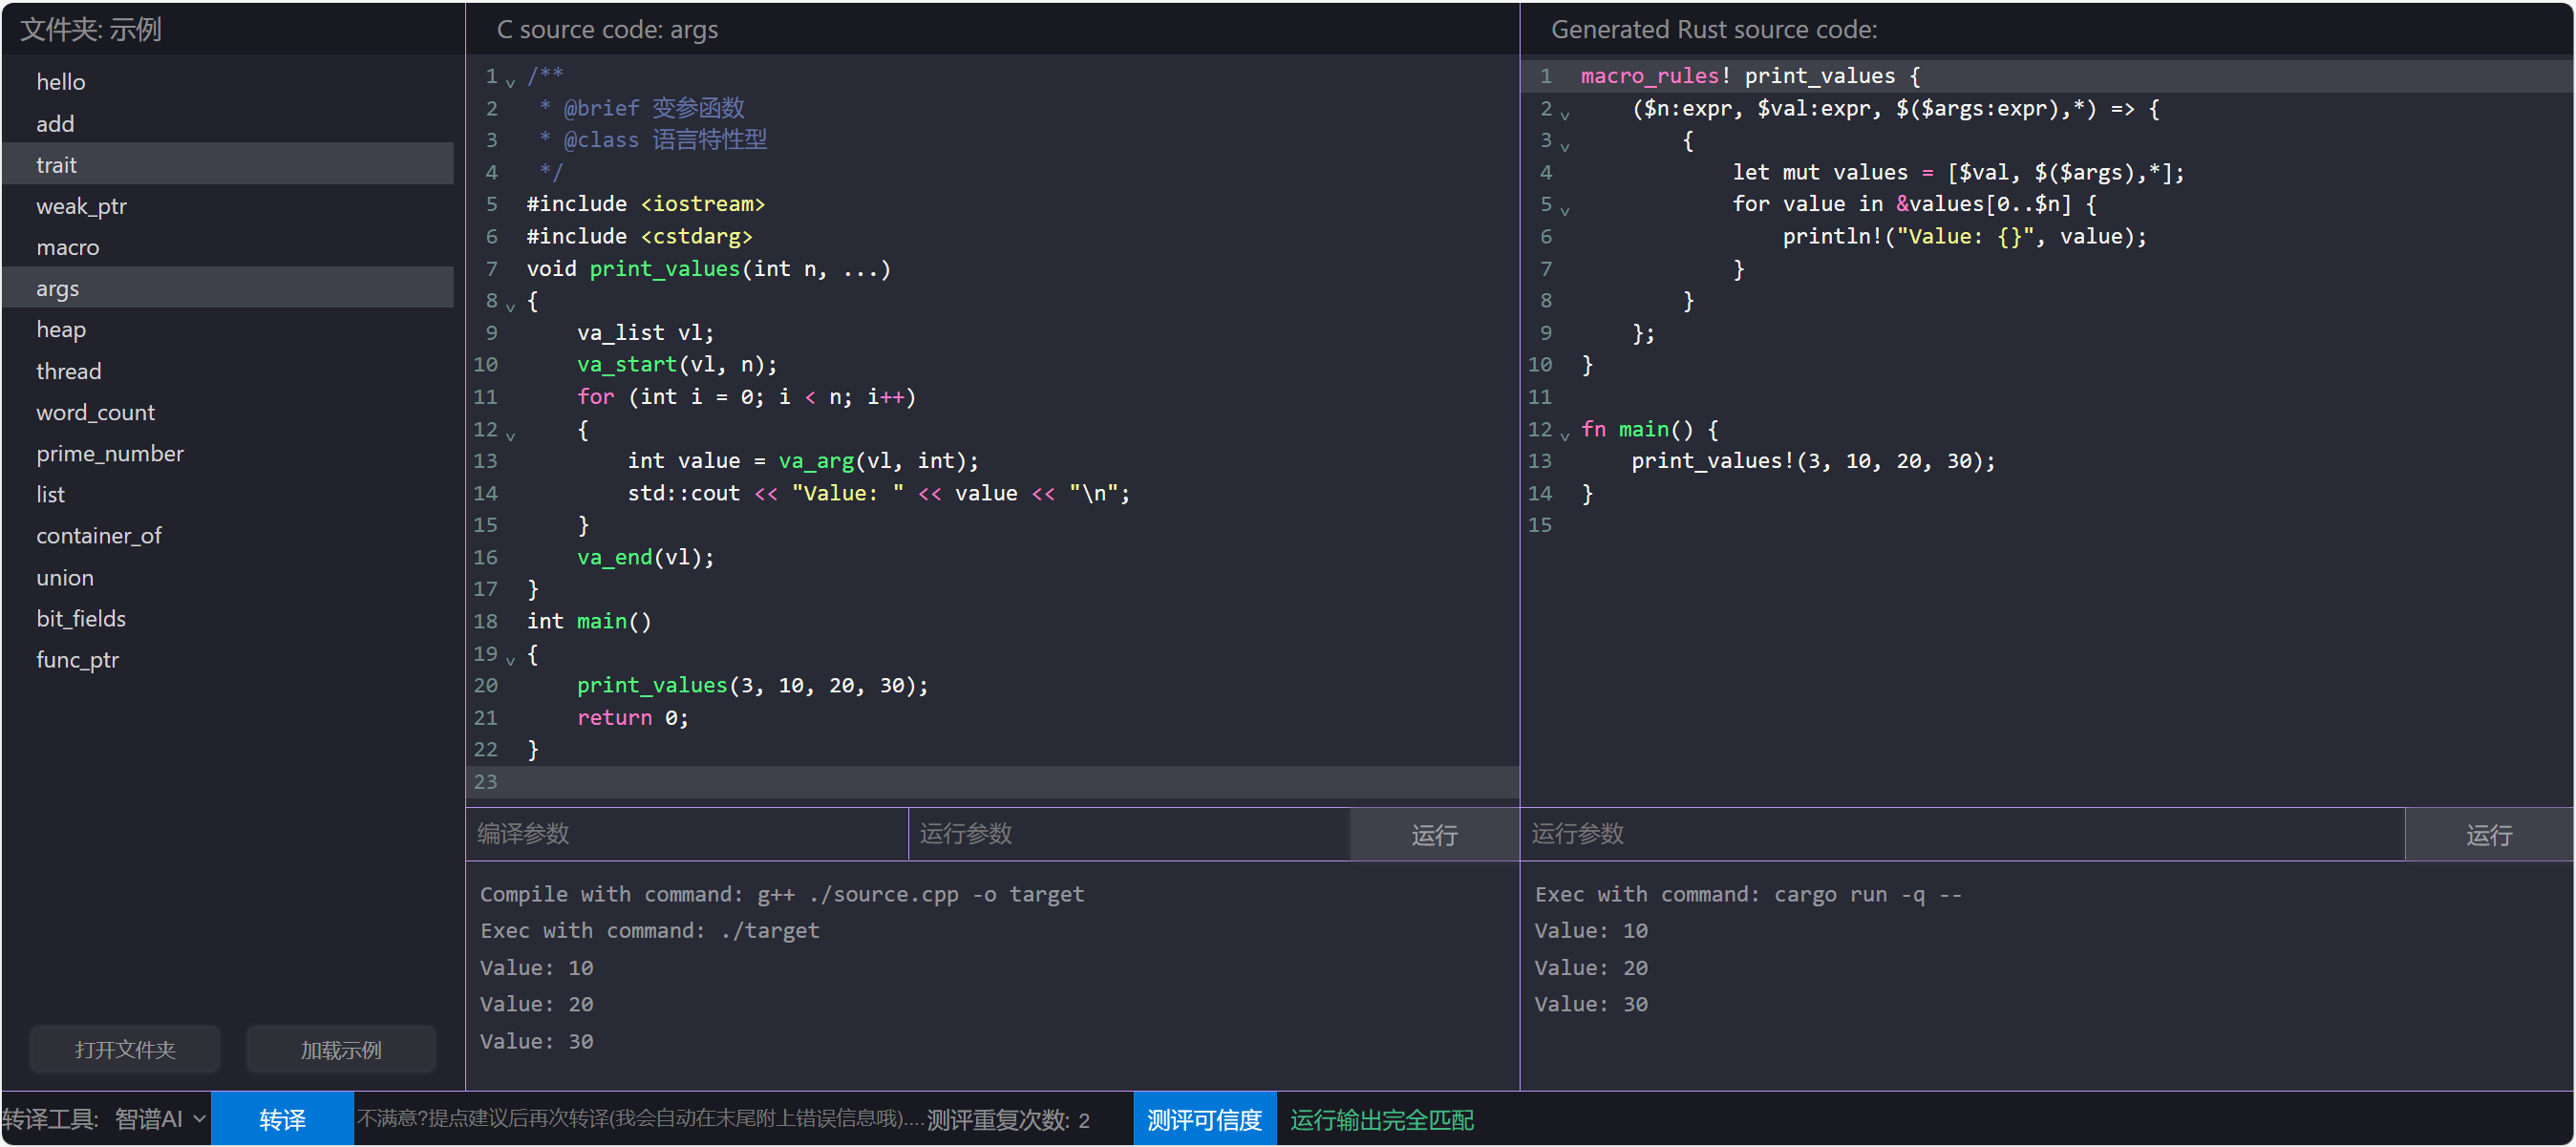 文件夹: 示例
hello
add
trait
weak_ptr
macro
args
heap
thread
word_count
prime_number
list
container_of
union
bit_fields
func_ptr
打开文件夹 加载示例
C source code: args
1 /**
2  * @brief 变参函数
3  * @class 语言特性型
4  */
5 #include <iostream>
6 #include <cstdarg>
7 void print_values(int n, ...)
8 {
9     va_list vl;
10     va_start(vl, n);
11     for (int i = 0; i < n; i++)
12     {
13         int value = va_arg(vl, int);
14         std::cout << "Value: " << value << "\n";
15     }
16     va_end(vl);
17 }
18 int main()
19 {
20     print_values(3, 10, 20, 30);
21     return 0;
22 }
23
编译参数 运行参数 运行
Compile with command: g++ ./source.cpp -o target
Exec with command: ./target
Value: 10
Value: 20
Value: 30
Generated Rust source code:
1 macro_rules! print_values {
2     ($n:expr, $val:expr, $($args:expr),*) => {
3         {
4             let mut values = [$val, $($args),*];
5             for value in &values[0..$n] {
6                 println!("Value: {}", value);
7             }
8         }
9     };
10 }
11
12 fn main() {
13     print_values!(3, 10, 20, 30);
14 }
15
运行参数 运行
Exec with command: cargo run -q --
Value: 10
Value: 20
Value: 30
转译工具: 智谱AI 转译 不满意?提点建议后再次转译(我会自动在末尾附上错误信息哦).... 测评重复次数: 2 测评可信度 运行输出完全匹配